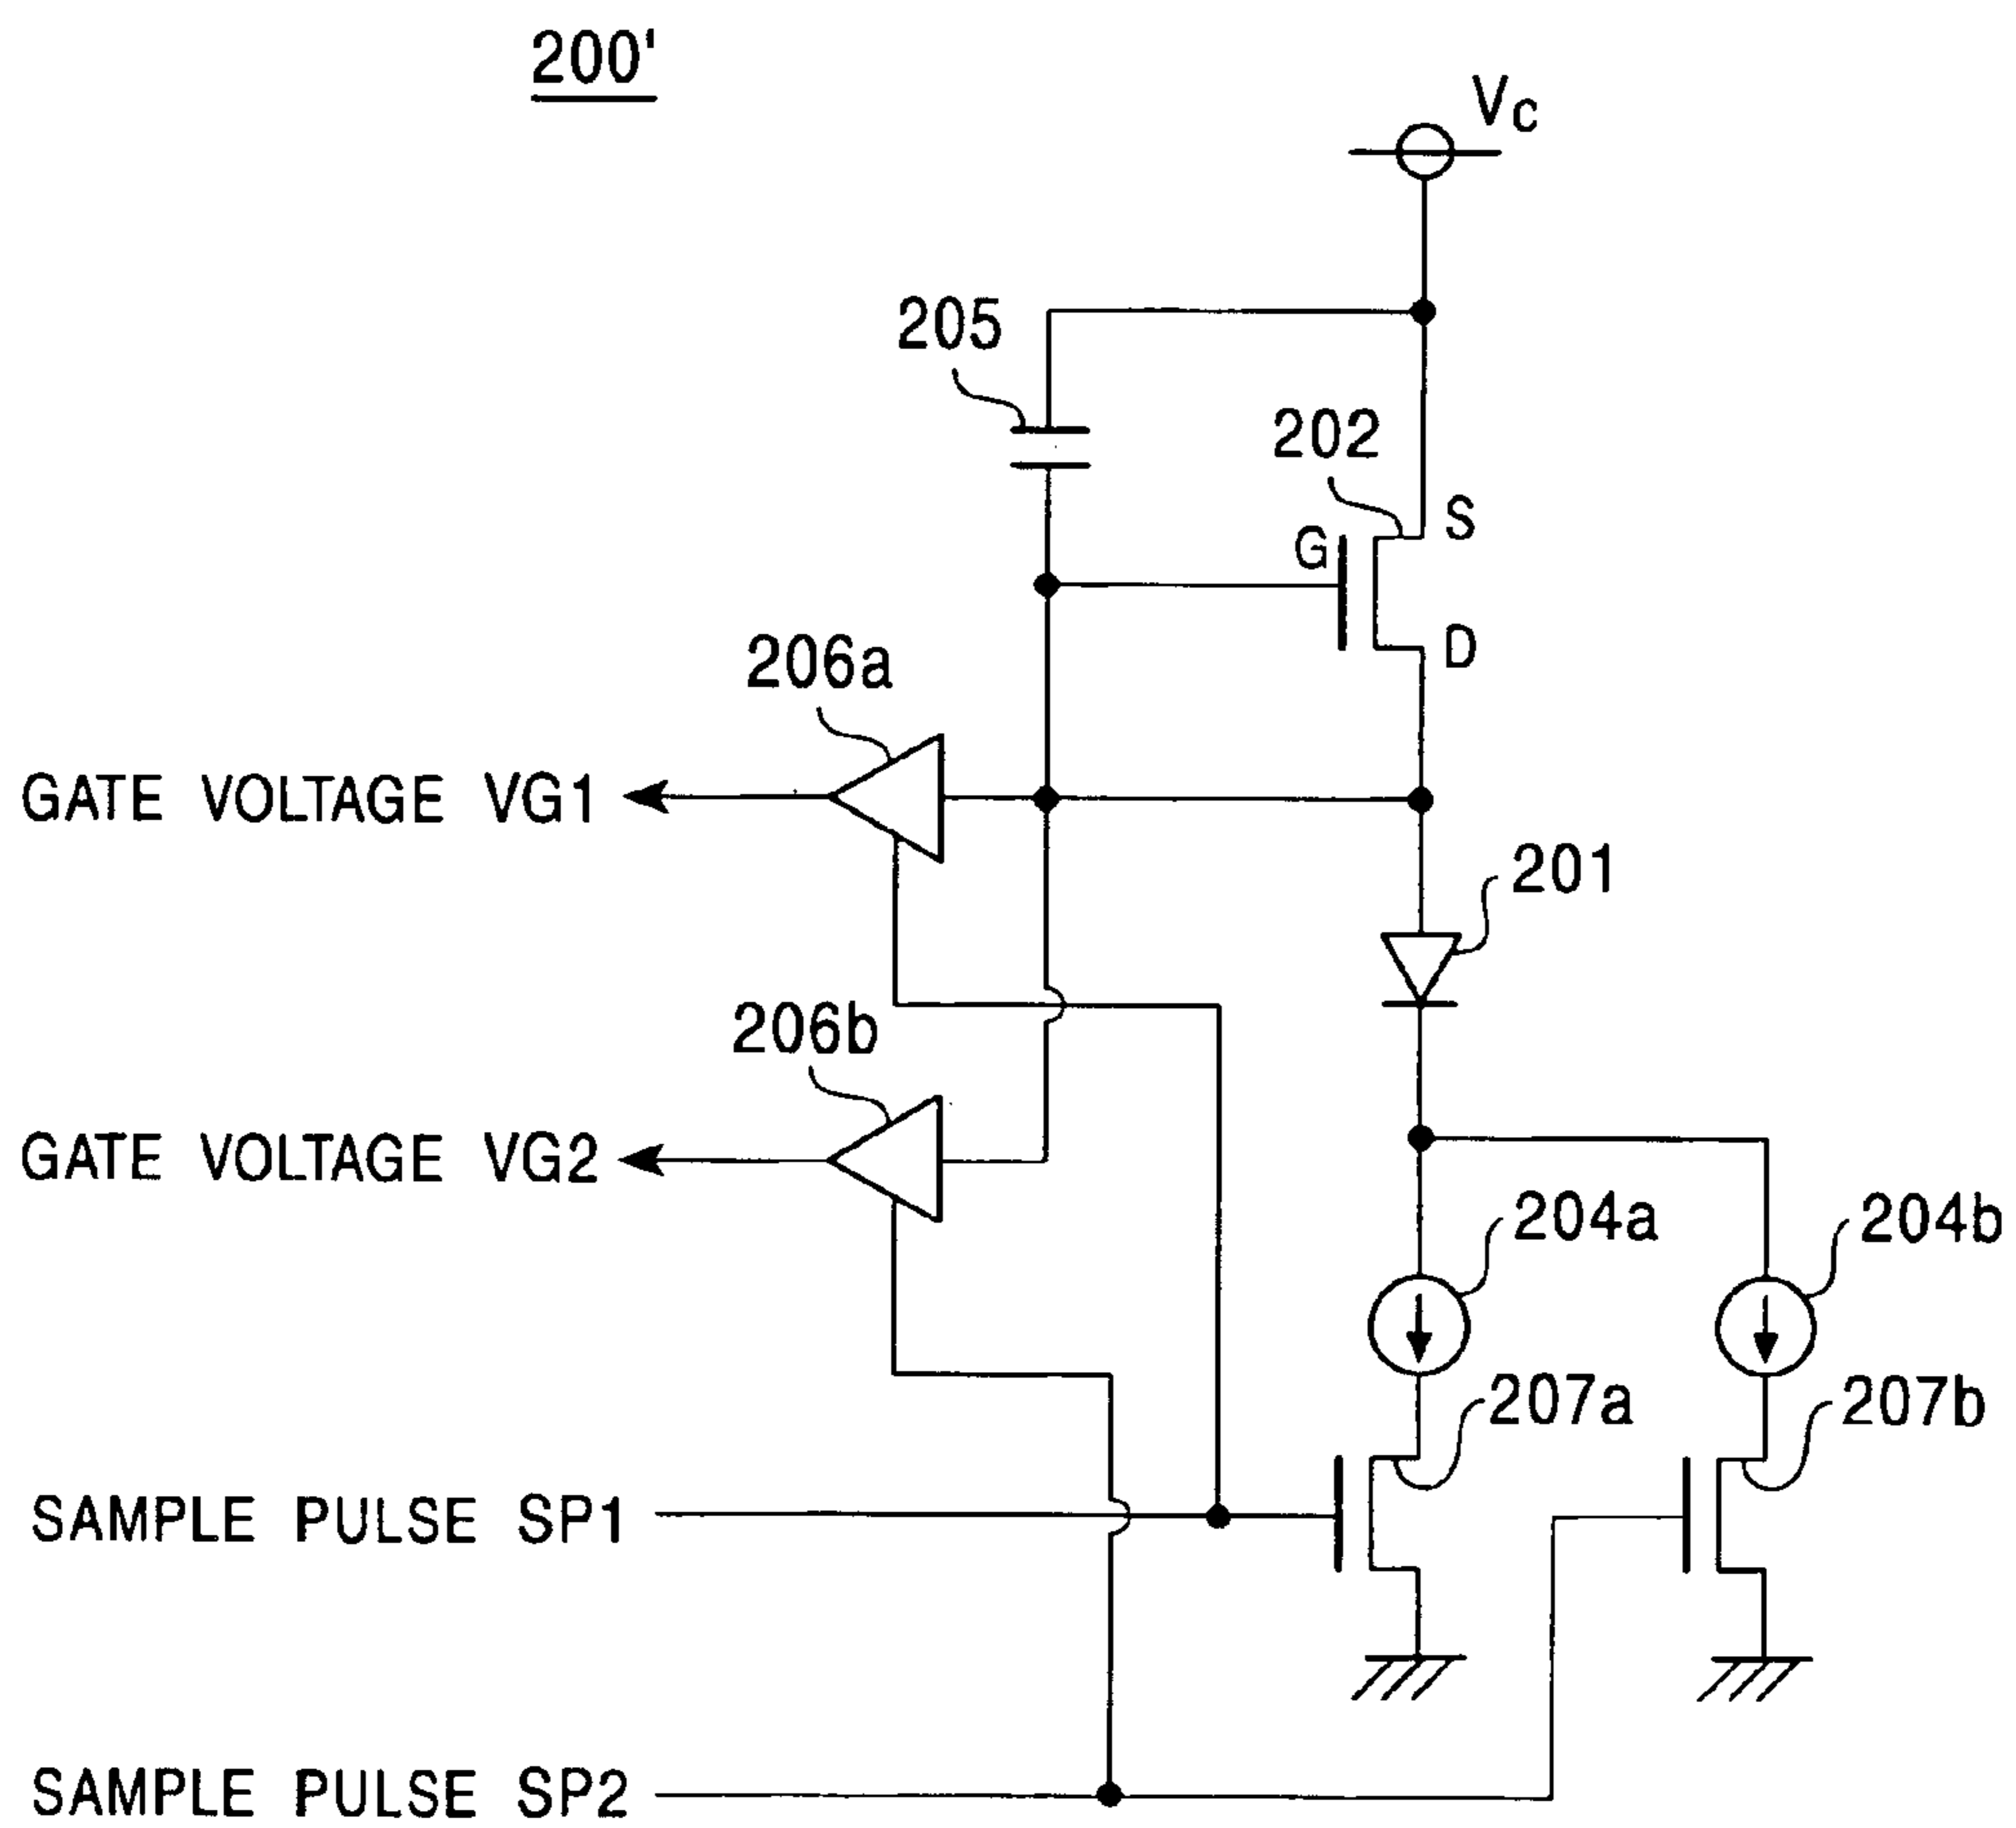 200'
Vc
205
202
S
G
D
206a
GATE VOLTAGE VG1
201
206b
GATE VOLTAGE VG2
204a
204b
207a
207b
SAMPLE PULSE SP1
SAMPLE PULSE SP2